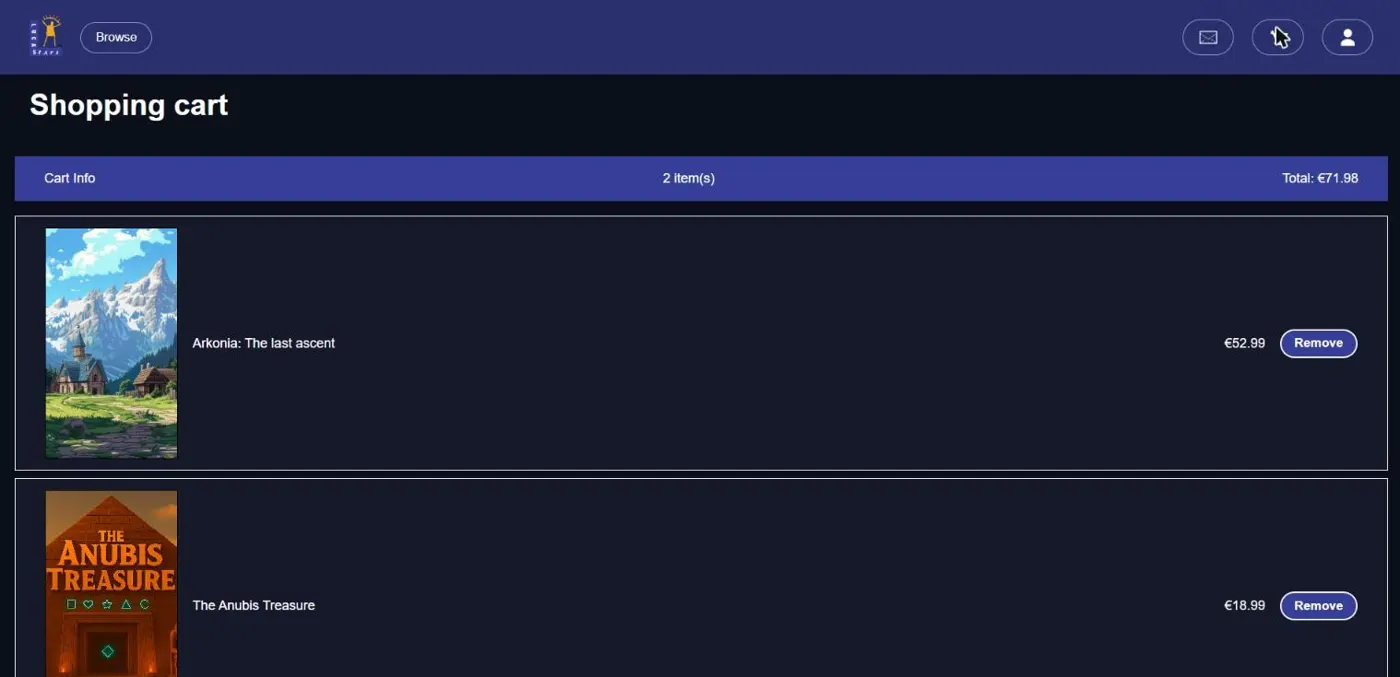 Browse
Shopping cart
Cart Info 2 item(s) Total: €71.98
Arkonia: The last ascent €52.99 Remove
THE
ANUBIS
TREASURE
The Anubis Treasure €18.99 Remove